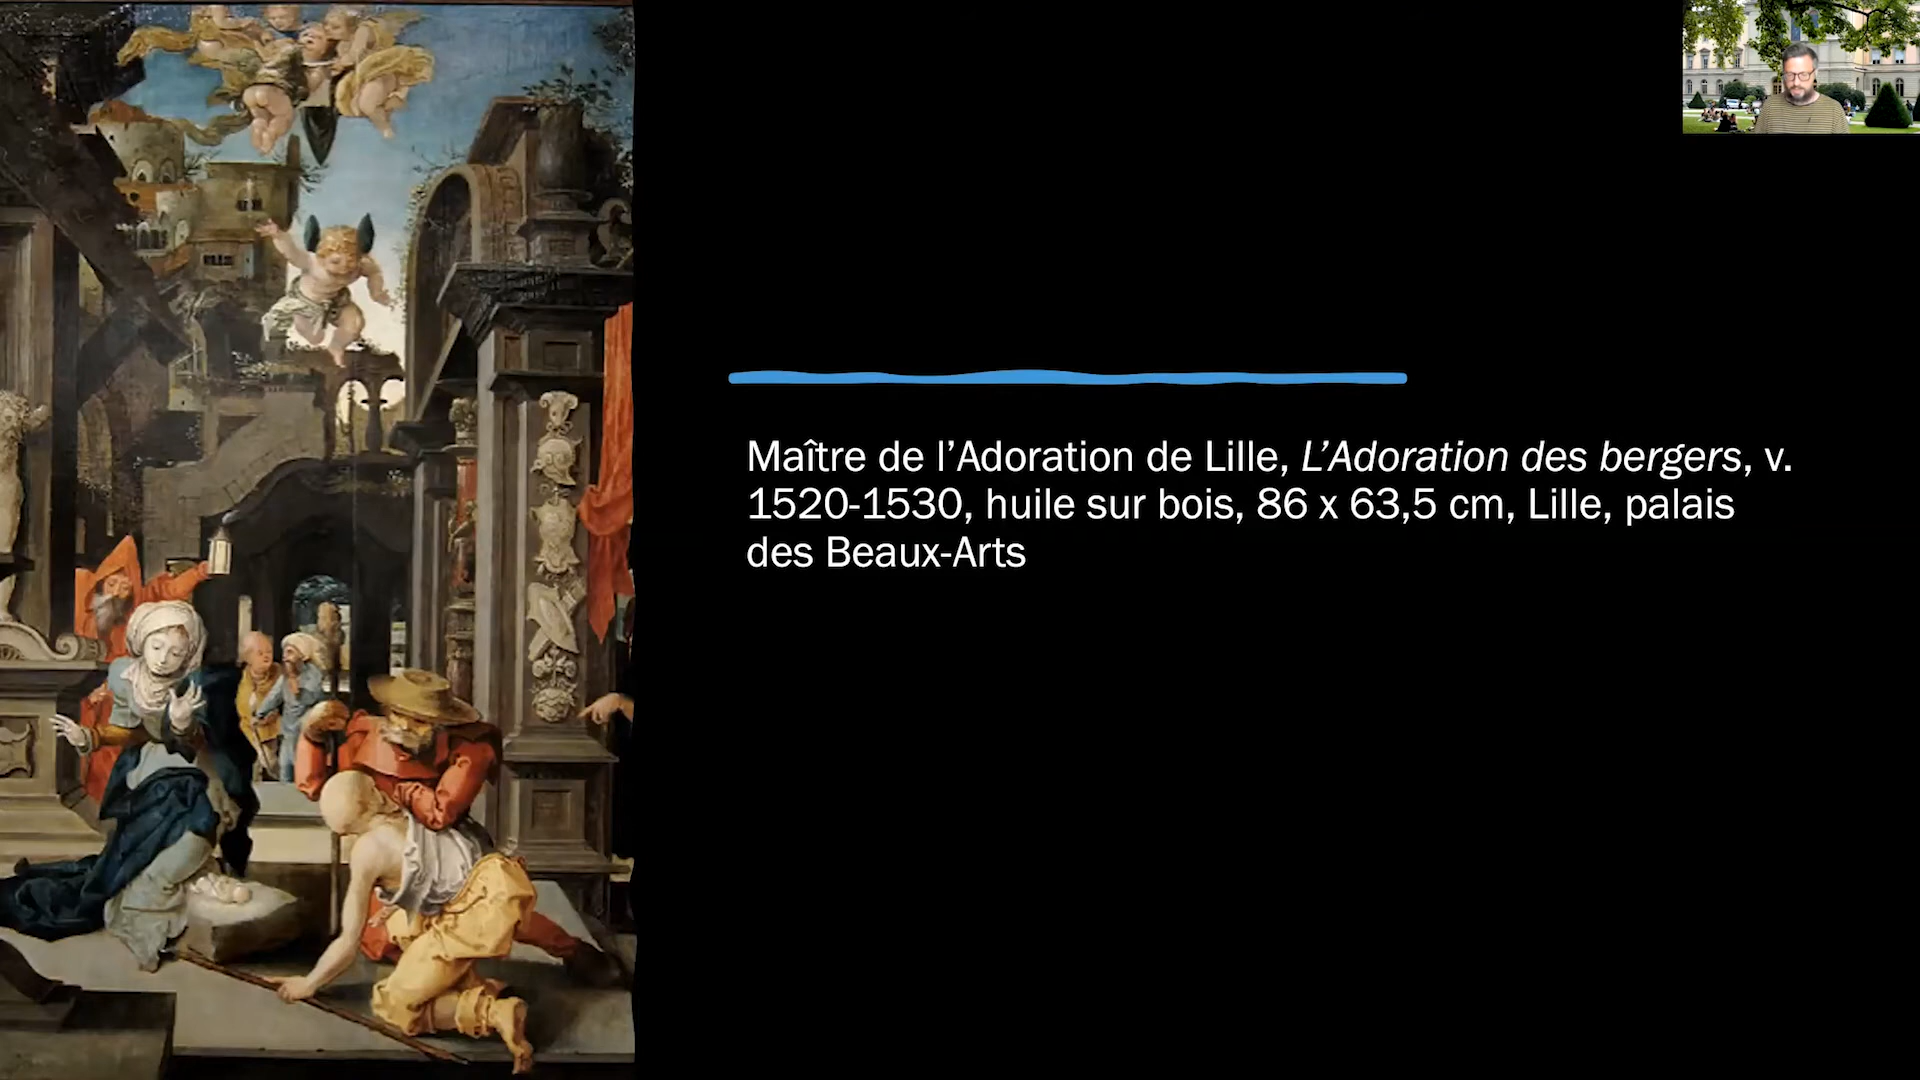 Maître de l’Adoration de Lille, L’Adoration des bergers, v.
1520-1530, huile sur bois, 86 x 63,5 cm, Lille, palais
des Beaux-Arts